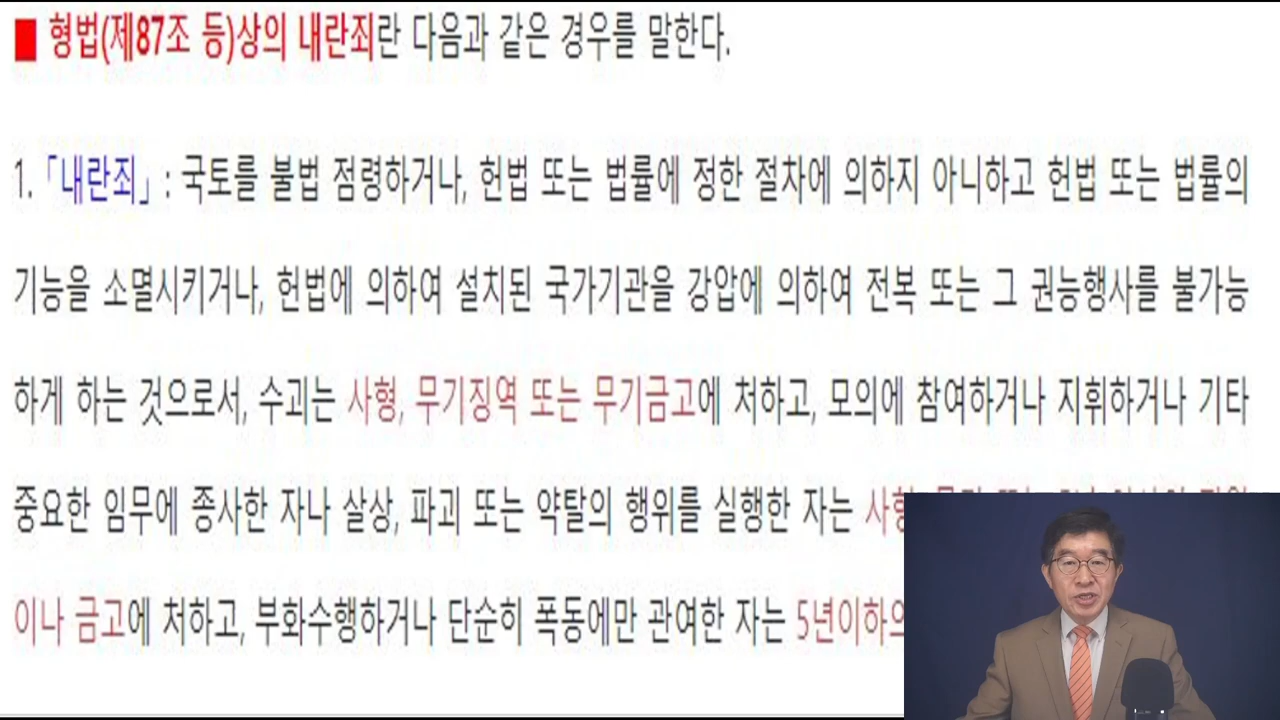 ■ 형법(제87조 등)상의 내란죄란 다음과 같은 경우를 말한다.
1.「내란죄」: 국토를 불법 점령하거나, 헌법 또는 법률에 정한 절차에 의하지 아니하고 헌법 또는 법률의
기능을 소멸시키거나, 헌법에 의하여 설치된 국가기관을 강압에 의하여 전복 또는 그 권능행사를 불가능
하게 하는 것으로서, 수괴는 사형, 무기징역 또는 무기금고에 처하고, 모의에 참여하거나 지휘하거나 기타
중요한 임무에 종사한 자나 살상, 파괴 또는 약탈의 행위를 실행한 자는
이나 금고에 처하고, 부화수행하거나 단순히 폭동에만 관여한 자는 5년이하의